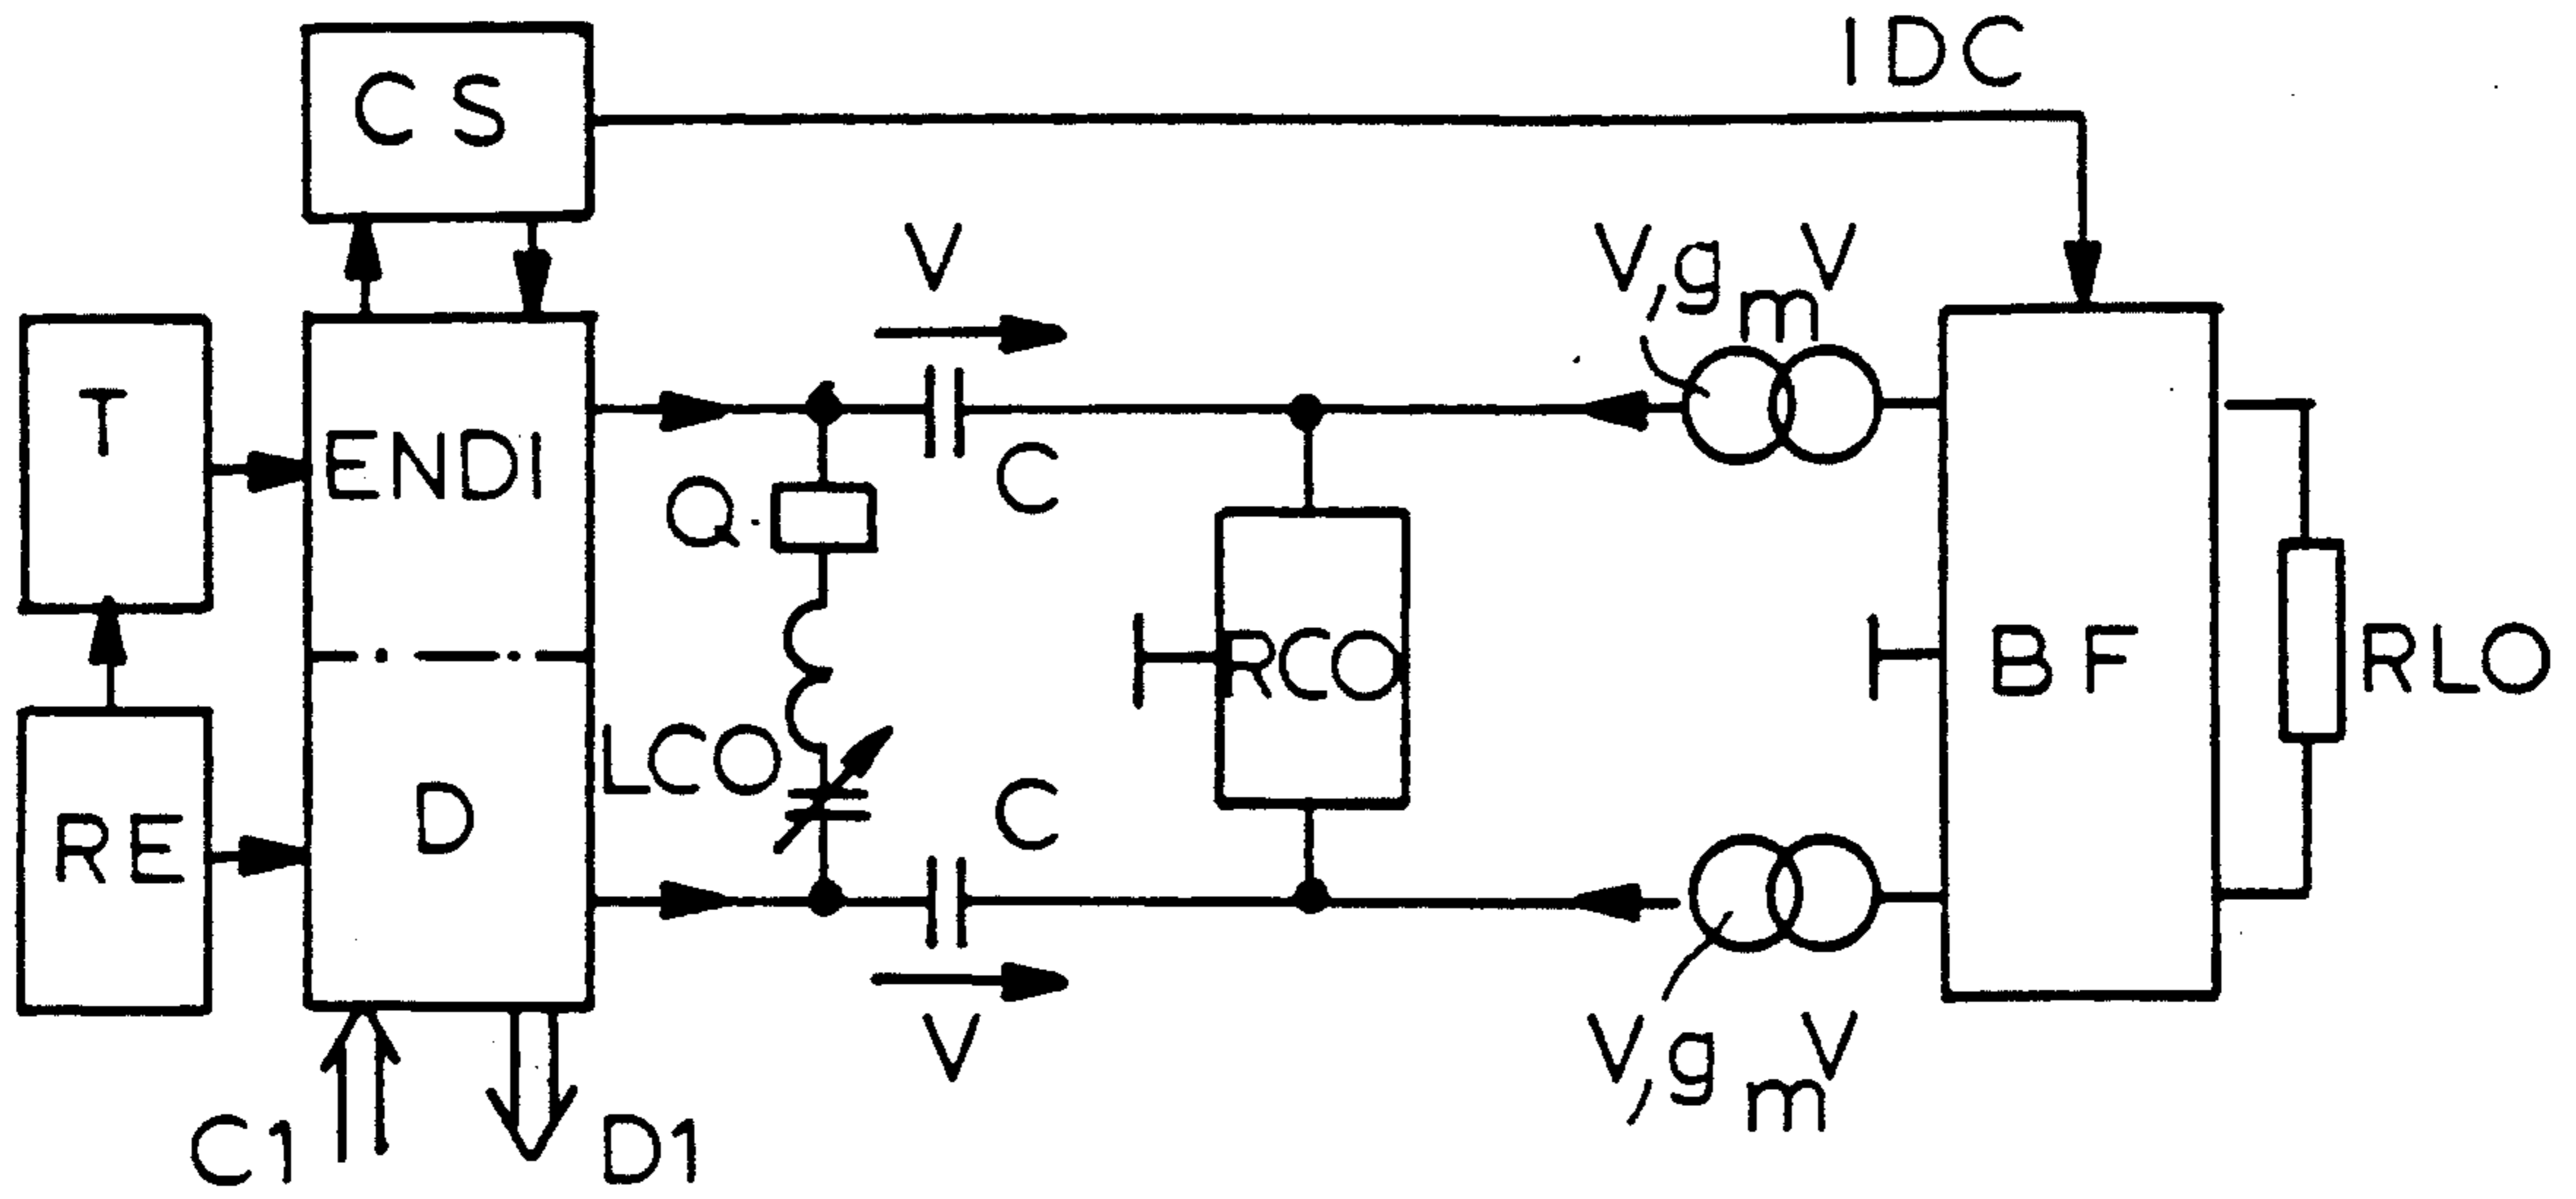 IDC
CS
V
V,gmV
T
ENDI
Q
C
RCO
BF
RLO
LCO
C
RE
D
V
V,gmV
C1
D1